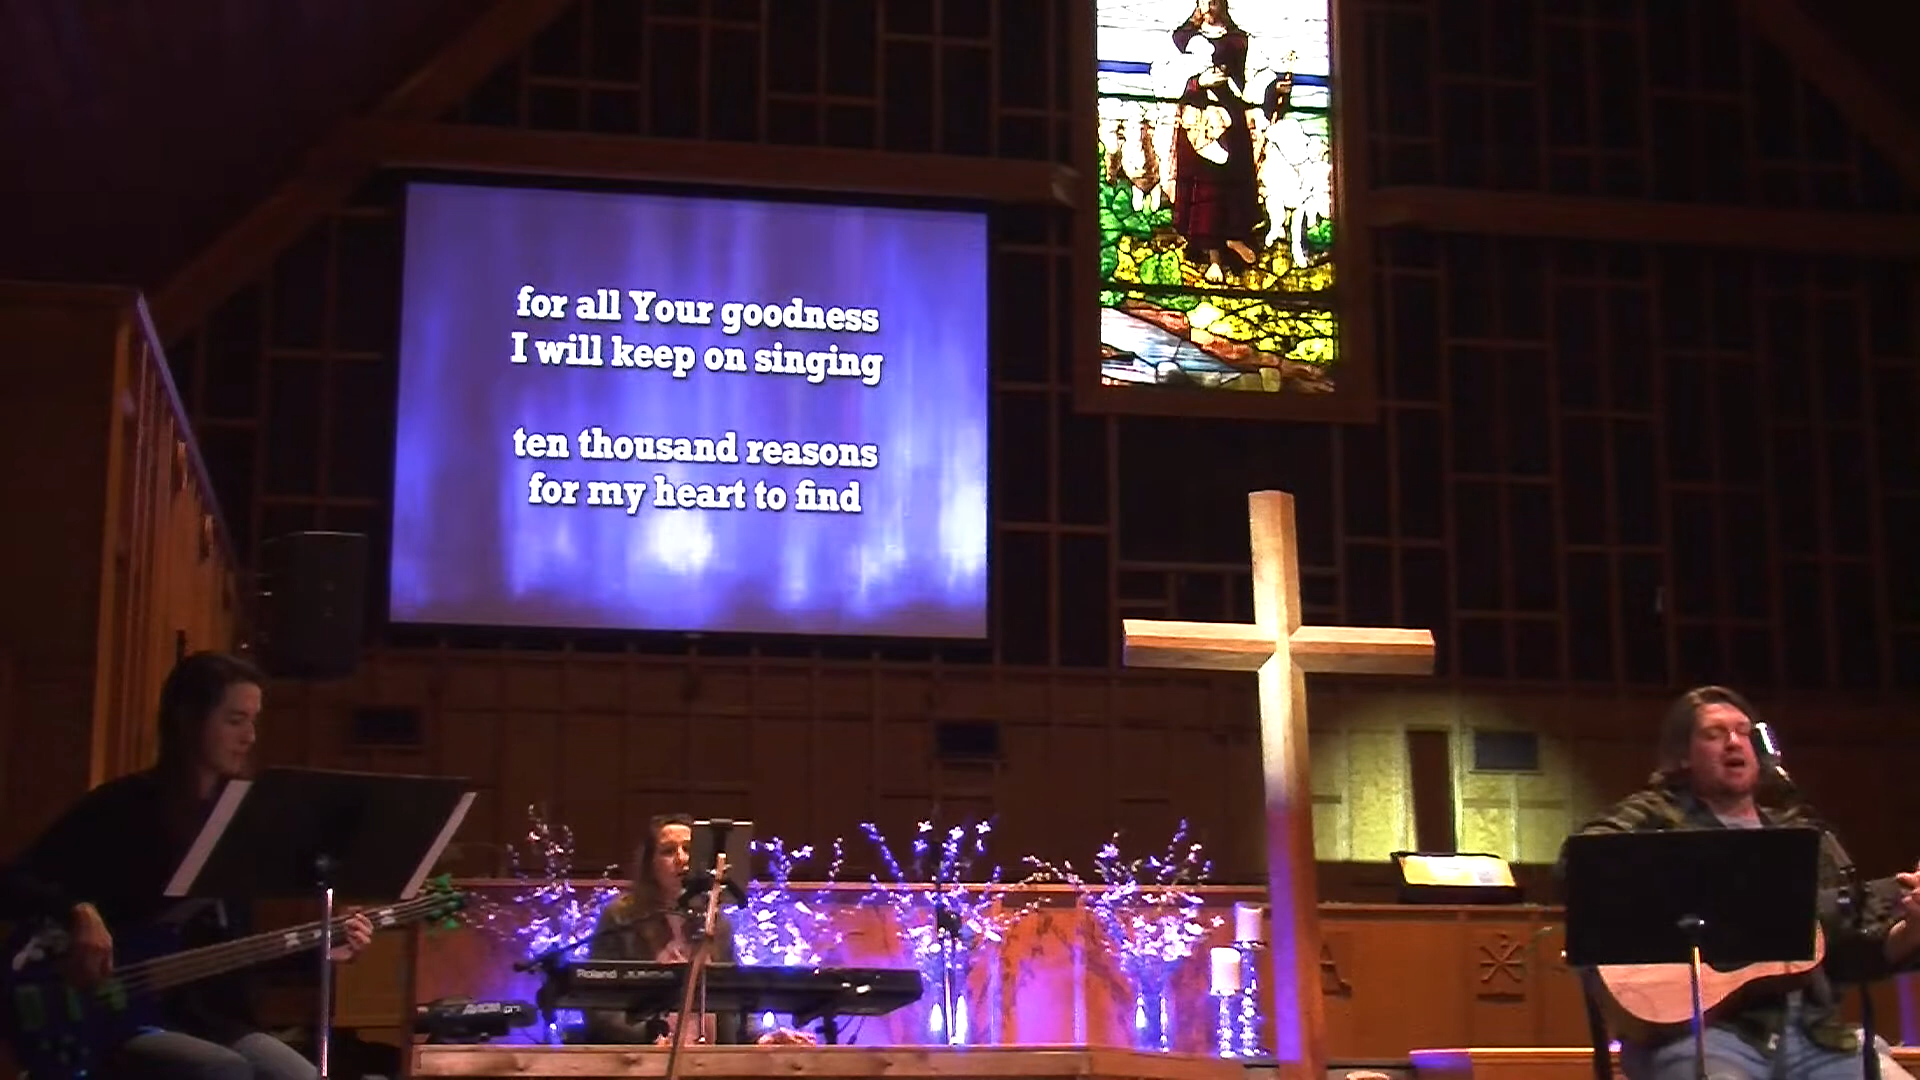 for all Your goodness
I will keep on singing
ten thousand reasons
for my heart to find
Roland